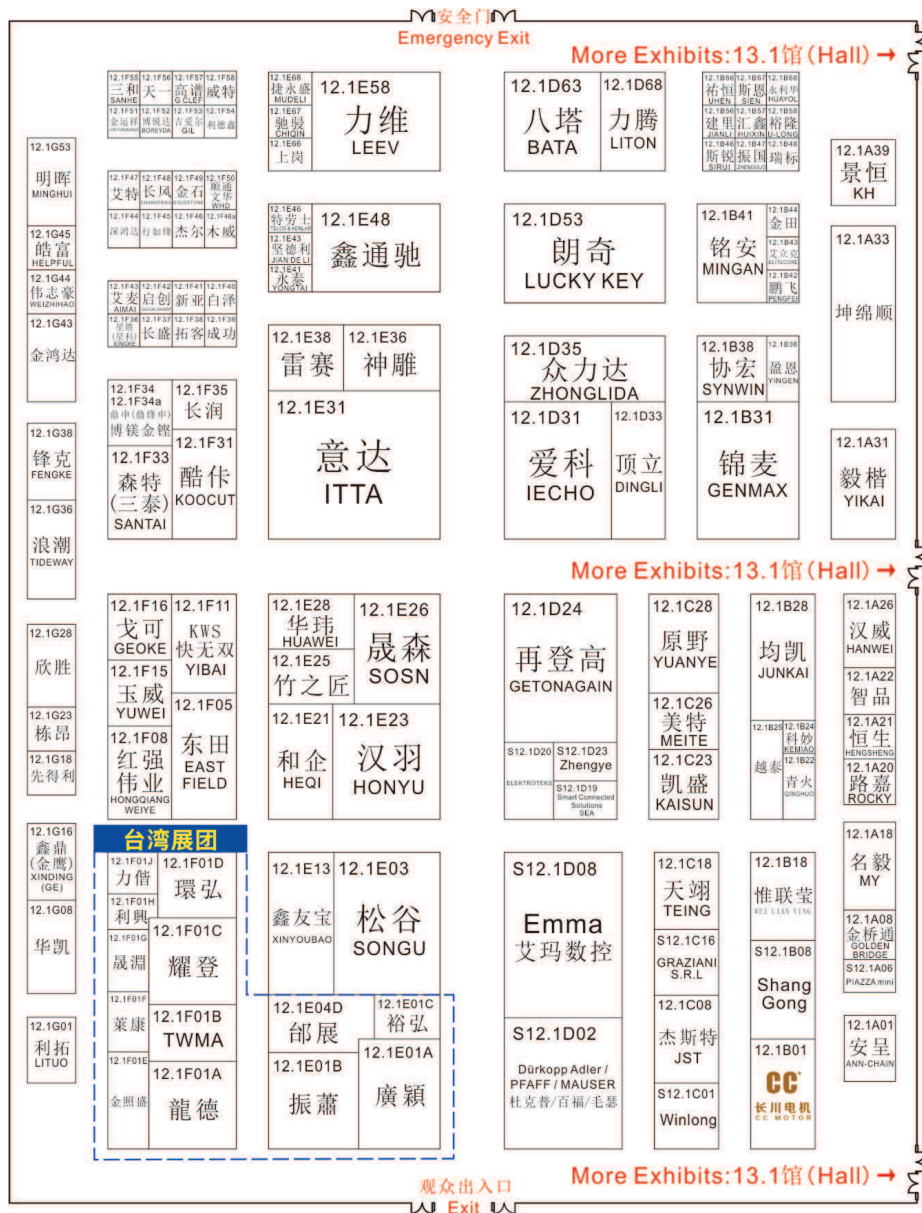 安全门
Emergency Exit
More Exhibits:13.1馆(Hall) →
12.1F55
三和
SANHE
12.1F56
天一
12.1F57
高谱
G CLEF
12.1F58
威特
12.1F51
金运祥
12.1F52
博锐达
BOREYDA
12.1F53
吉爱尔
GIL
12.1F54
利德鑫
12.1E68
捷永盛
MUDELI
12.1E67
驰骎
CHIQIN
12.1E66
上岗
12.1E58
力维
LEEV
12.1D63
八塔
BATA
12.1D68
力腾
LITON
12.1B66
祐恒
UHEN
12.1B67
斯恩
SIEN
12.1B68
永利华
HUAYOL
12.1B56
建里
JIANLI
12.1B57
汇鑫
HUIXIN
12.1B58
裕隆
U-LONG
12.1B46
斯锐
SIRUI
12.1B47
振国
ZHENGGUO
12.1B48
瑞标
12.1G53
明晖
MINGHUI
12.1A39
景恒
KH
12.1F47
艾特
12.1F48
长风
CHANGFENG
12.1F49
金石
GOLDSTONE
12.1F50
顺通
文华
WHD
12.1F44
深鸿达
12.1F45
行如锋
12.1F46
杰尔
12.1F46a
木威
12.1E46
特劳士
TELOS & KENLAR
12.1E43
坚德利
JIAN DE LI
12.1E41
永泰
YONGTAI
12.1E48
鑫通驰
12.1D53
朗奇
LUCKY KEY
12.1B41
铭安
MINGAN
12.1B44
金田
12.1B43
艾立克
ELITECORE
12.1B42
鹏飞
PENGFEI
12.1G45
皓富
HELPFUL
12.1G44
伟志豪
WEIZHIHAO
12.1G43
金鸿达
12.1A33
坤绵顺
12.1F43
艾麦
AIMAI
12.1F42
启创
12.1F41
新亚
12.1F40
白泽
12.1F36
星胜
(星科)
XINGKE
12.1F37
长盛
12.1F38
拓客
12.1F39
成功
12.1E38
雷赛
12.1E36
神雕
12.1E31
意达
ITTA
12.1D35
众力达
ZHONGLIDA
12.1D31
爱科
IECHO
12.1D33
顶立
DINGLI
12.1B38
协宏
SYNWIN
12.1B36
盈恩
YINGEN
12.1B31
锦麦
GENMAX
12.1F34
12.1F34a
鼎申(鼎烽申)
博镁金铿
12.1F35
长润
12.1F33
森特
(三泰)
SANTAI
12.1F31
酷佧
KOOCUT
12.1G38
锋克
FENGKE
12.1G36
浪潮
TIDEWAY
12.1A31
毅楷
YIKAI
More Exhibits:13.1馆(Hall) →
12.1F16
戈可
GEOKE
12.1F11
KWS
快无双
YIBAI
12.1F15
玉威
YUWEI
12.1F05
东田
EAST
FIELD
12.1F08
红强
伟业
HONGQIANG
WEIYE
12.1E28
华玮
HUAWEI
12.1E26
晟森
SOSN
12.1E25
竹之匠
12.1E21
和企
HEQI
12.1E23
汉羽
HONYU
12.1D24
再登高
GETONAGAIN
S12.1D20
ELEKTROTEKS
S12.1D23
Zhengye
S12.1D19
Smart Connected
Solutions
SEA
12.1C28
原野
YUANYE
12.1C26
美特
MEITE
12.1C23
凯盛
KAISUN
12.1B28
均凯
JUNKAI
12.1B25
越泰
12.1B24
科妙
KEMIAO
12.1B22
青火
QINGHUO
12.1A26
汉威
HANWEI
12.1A22
智品
12.1A21
恒生
HENGSHENG
12.1A20
路嘉
ROCKY
12.1G28
欣胜
12.1G23
栋昂
12.1G18
先得利
12.1G16
鑫鼎
(金鹰)
XINDING
(GE)
12.1G08
华凯
12.1G01
利拓
LITUO
台湾展团
12.1F01J
力偕
12.1F01D
環弘
12.1F01H
利興
12.1F01G
晟淵
12.1F01C
耀登
12.1F01F
莱康
12.1F01B
TWMA
12.1F01E
金照盛
12.1F01A
龍德
12.1E13
鑫友宝
XINYOUBAO
12.1E03
松谷
SONGU
12.1E04D
邰展
12.1E01C
裕弘
12.1E01B
振蕭
12.1E01A
廣穎
S12.1D08
Emma
艾玛数控
S12.1D02
Dürkopp Adler /
PFAFF / MAUSER
杜克普/百福/毛瑟
12.1C18
天翊
TEING
S12.1C16
GRAZIANI
S.R.L
12.1C08
杰斯特
JST
S12.1C01
Winlong
12.1B18
惟联莹
WEI LIAN YING
S12.1B08
Shang
Gong
12.1B01
CC
长川电机
CC MOTOR
12.1A18
名毅
MY
12.1A08
金桥通
GOLDEN
BRIDGE
S12.1A06
PIAZZA mini
12.1A01
安呈
ANN-CHAIN
More Exhibits:13.1馆(Hall) →
观众出入口
Exit